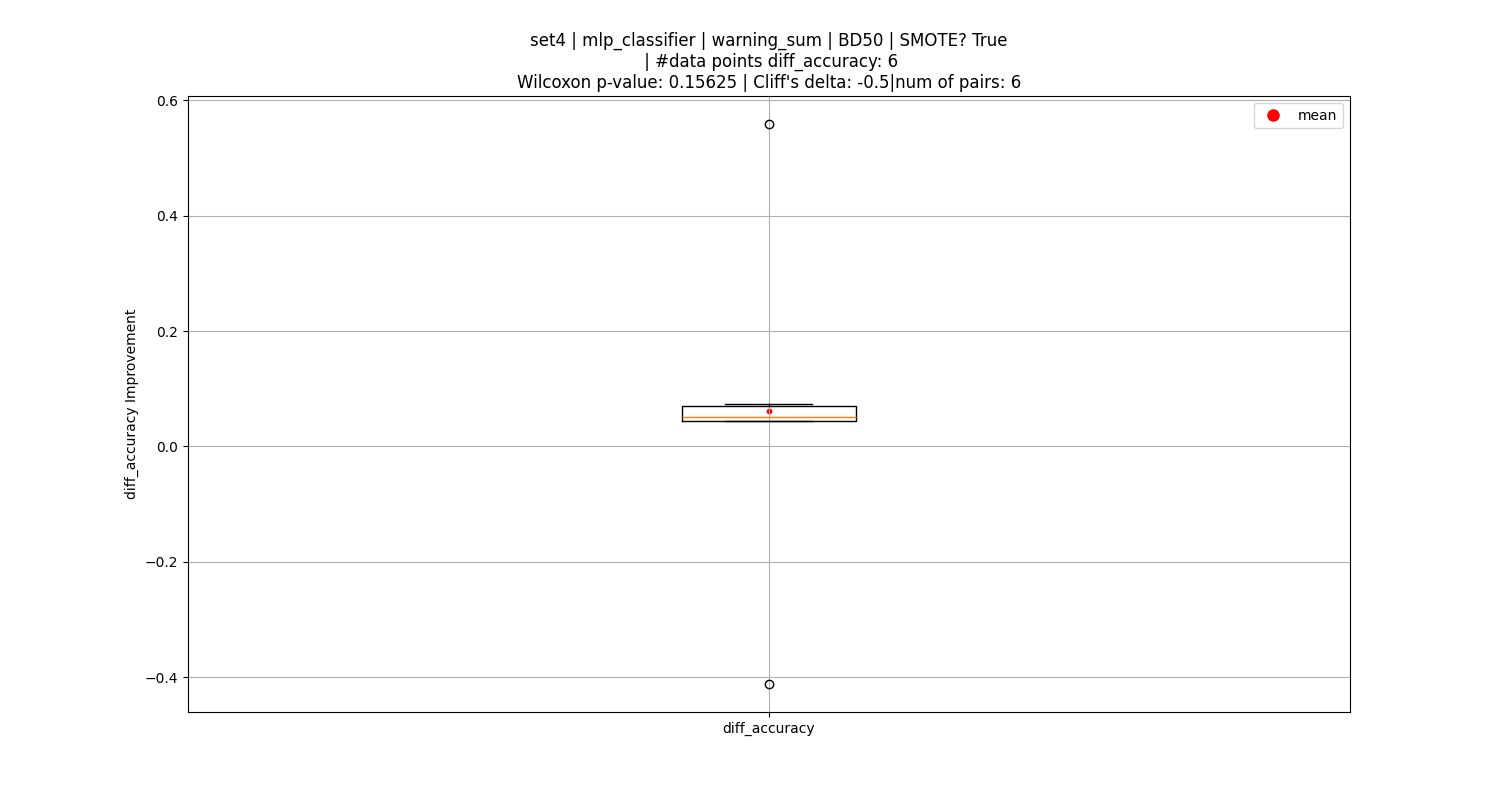 set4 | mlp_classifier | warning_sum | BD50 | SMOTE? True
| #data points diff_accuracy: 6
Wilcoxon p-value: 0.15625 | Cliff's delta: -0.5|num of pairs: 6
mean
0.6
0.4
0.2
0.0
−0.2
−0.4
diff_accuracy Improvement
diff_accuracy